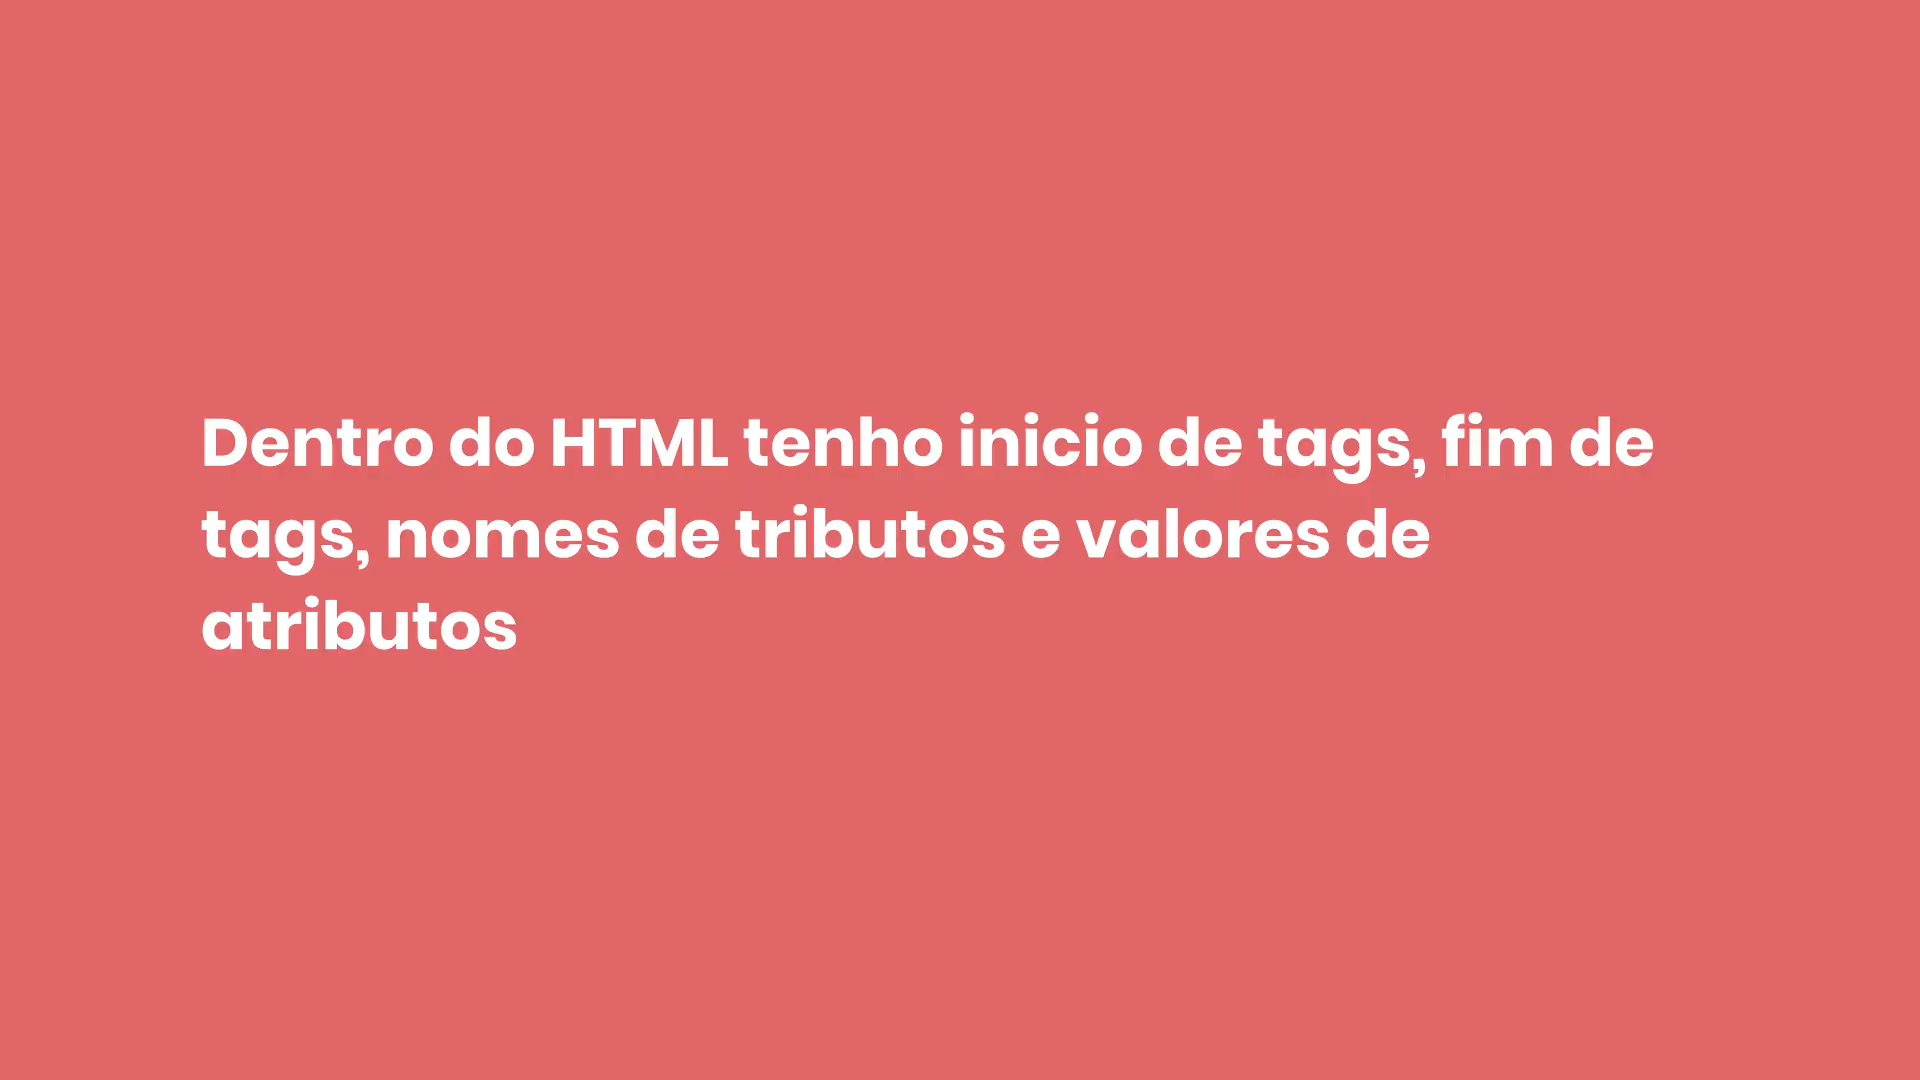 Dentro do HTML tenho inicio de tags, fim de
tags, nomes de tributos e valores de
atributos